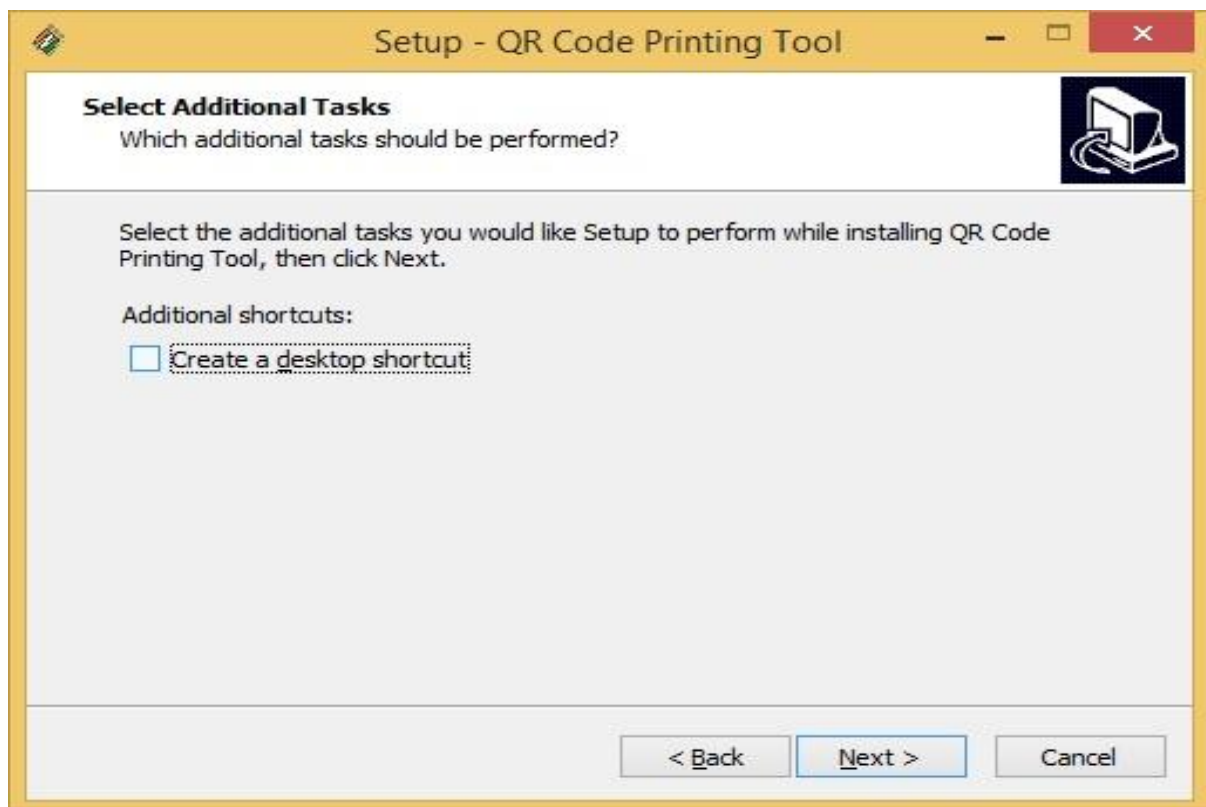 Setup - QR Code Printing Tool
Select Additional Tasks
Which additional tasks should be performed?
Select the additional tasks you would like Setup to perform while installing QR Code
Printing Tool, then click Next.
Additional shortcuts:
Create a desktop shortcut
< Back
Next >
Cancel